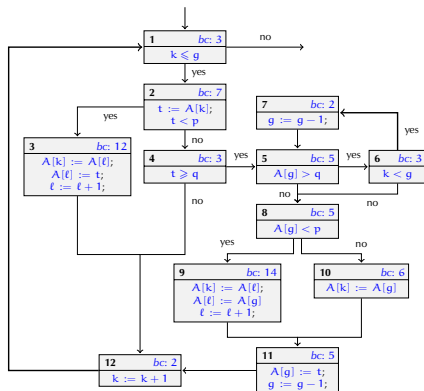 1 bc: 3
k ⩽ g
no
yes
2 bc: 7
t := A[k];
t < p
yes
no
7 bc: 2
g := g − 1;
3 bc: 12
A[k] := A[ℓ];
A[ℓ] := t;
ℓ := ℓ + 1;
4 bc: 3
t ⩾ q
yes
5 bc: 5
A[g] > q
yes
yes
6 bc: 3
k < g
no
no
no
8 bc: 5
A[g] < p
yes
no
9 bc: 14
A[k] := A[ℓ];
A[ℓ] := A[g]
ℓ := ℓ + 1;
10 bc: 6
A[k] := A[g]
11 bc: 5
A[g] := t;
g := g − 1;
12 bc: 2
k := k + 1